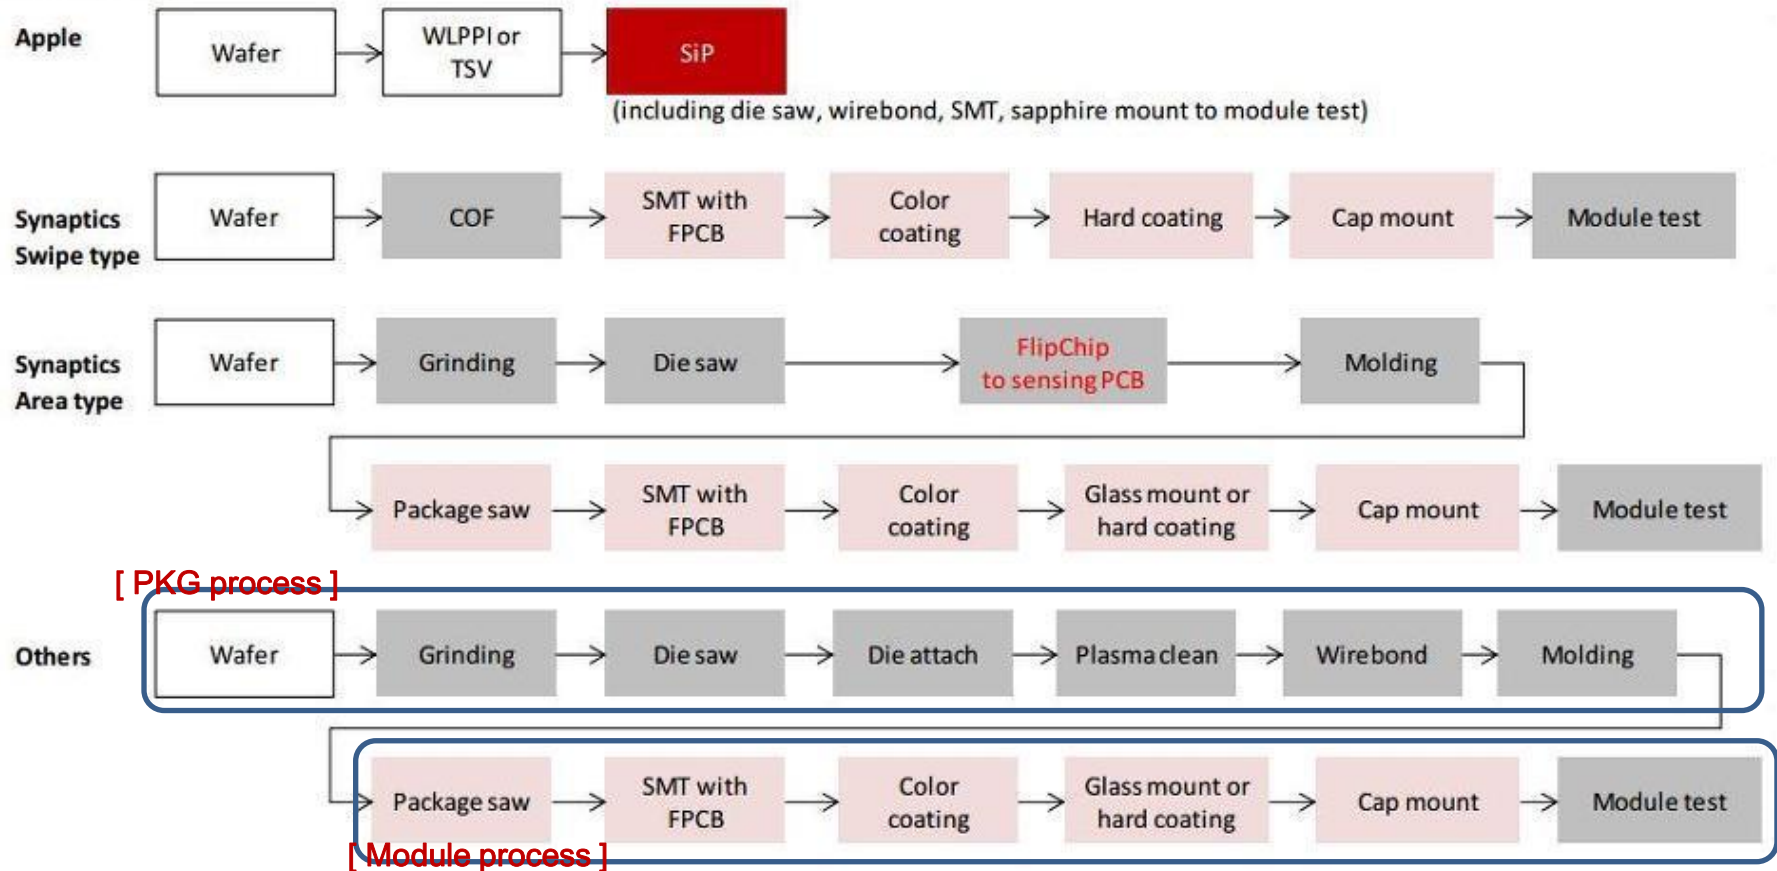 Apple
Wafer
WLPPI or
TSV
SiP
(including die saw, wirebond, SMT, sapphire mount to module test)
Synaptics
Swipe type
Wafer
COF
SMT with
FPCB
Color
coating
Hard coating
Cap mount
Module test
Synaptics
Area type
Wafer
Grinding
Die saw
FlipChip
to sensing PCB
Molding
Package saw
SMT with
FPCB
Color
coating
Glass mount or
hard coating
Cap mount
Module test
[ PKG process ]
Others
Wafer
Grinding
Die saw
Die attach
Plasma clean
Wirebond
Molding
Package saw
SMT with
FPCB
Color
coating
Glass mount or
hard coating
Cap mount
Module test
[ Module process ]